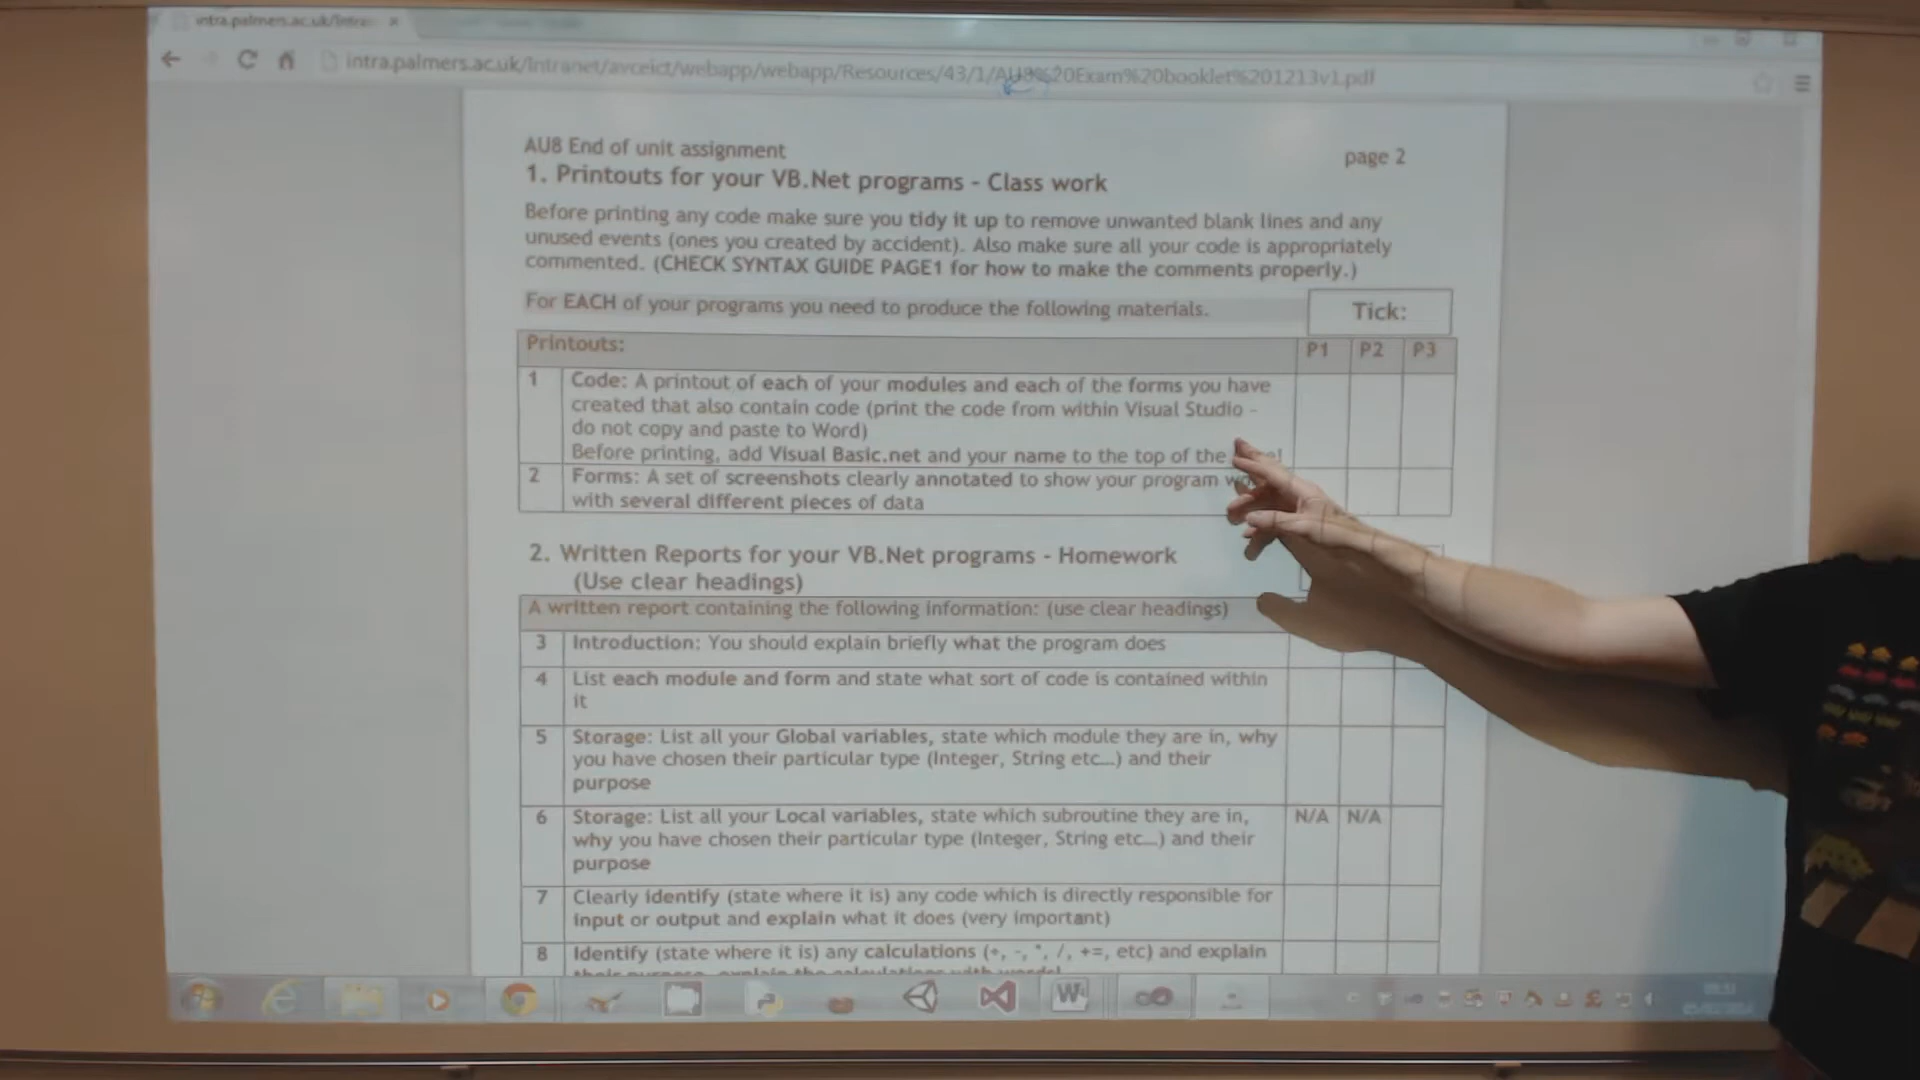 intra.palmers.ac.uk/Intra
intra.palmers.ac.uk/Intranet/avceict/webapp/webapp/Resources/43/1/AU8%20Exam%20booklet%201213v1.pdf
AU8 End of unit assignment
page 2
1. Printouts for your VB.Net programs - Class work
Before printing any code make sure you tidy it up to remove unwanted blank lines and any
unused events (ones you created by accident). Also make sure all your code is appropriately
commented. (CHECK SYNTAX GUIDE PAGE1 for how to make the comments properly.)
For EACH of your programs you need to produce the following materials.
Tick:
Printouts:
P1 P2 P3
1 Code: A printout of each of your modules and each of the forms you have
created that also contain code (print the code from within Visual Studio -
do not copy and paste to Word)
Before printing, add Visual Basic.net and your name to the top of the
2 Forms: A set of screenshots clearly annotated to show your program
with several different pieces of data
2. Written Reports for your VB.Net programs - Homework
(Use clear headings)
A written report containing the following information: (use clear headings)
3 Introduction: You should explain briefly what the program does
4 List each module and form and state what sort of code is contained within
it
5 Storage: List all your Global variables, state which module they are in, why
you have chosen their particular type (Integer, String etc...) and their
purpose
6 Storage: List all your Local variables, state which subroutine they are in,
N/A N/A
why you have chosen their particular type (Integer, String etc...) and their
purpose
7 Clearly identify (state where it is) any code which is directly responsible for
input or output and explain what it does (very important)
8 Identify (state where it is) any calculations (+, -, *, /, +=, etc) and explain
their purpose, explain the calculations with words!